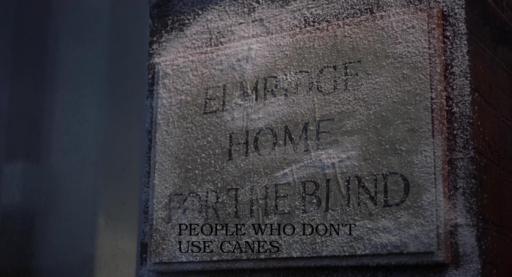 ELMRIDGE
HOME
FOR THE BLIND
PEOPLE WHO DON'T
USE CANES